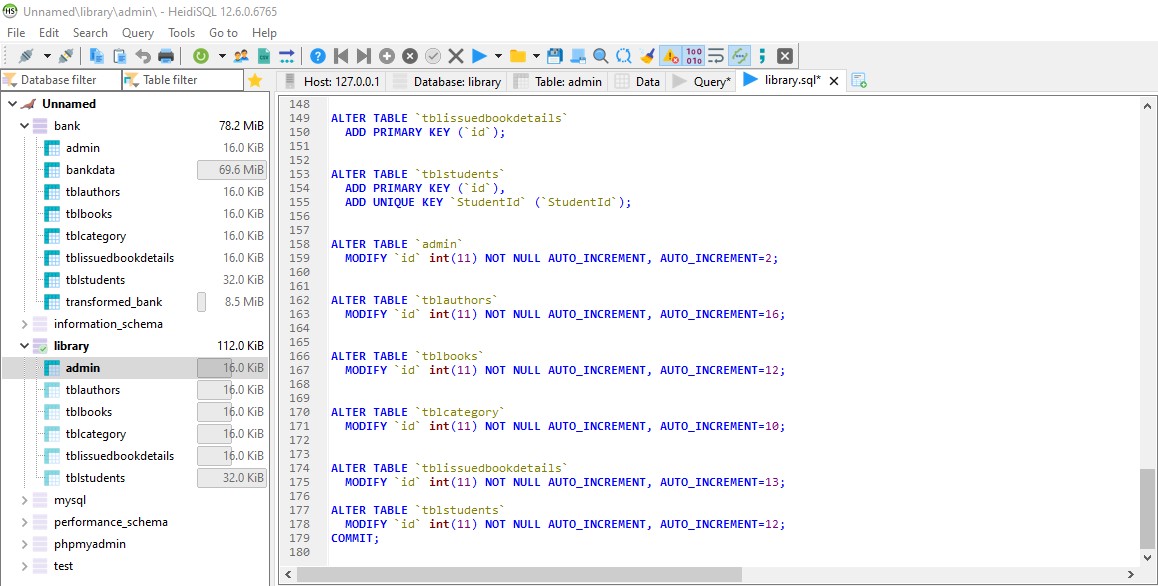 Unnamed\library\admin\ - HeidiSQL 12.6.0.6765
File Edit Search Query Tools Go to Help
Database filter Table filter Host: 127.0.0.1 Database: library Table: admin Data Query* library.sql*
Unnamed
bank 78.2 MiB
admin 16.0 KiB
bankdata 69.6 MiB
tblauthors 16.0 KiB
tblbooks 16.0 KiB
tblcategory 16.0 KiB
tblissuedbookdetails 16.0 KiB
tblstudents 32.0 KiB
transformed_bank 8.5 MiB
information_schema
library 112.0 KiB
admin 16.0 KiB
tblauthors 16.0 KiB
tblbooks 16.0 KiB
tblcategory 16.0 KiB
tblissuedbookdetails 16.0 KiB
tblstudents 32.0 KiB
mysql
performance_schema
phpmyadmin
test
148
149 ALTER TABLE `tblissuedbookdetails`
150 ADD PRIMARY KEY (`id`);
151
152
153 ALTER TABLE `tblstudents`
154 ADD PRIMARY KEY (`id`),
155 ADD UNIQUE KEY `StudentId` (`StudentId`);
156
157
158 ALTER TABLE `admin`
159 MODIFY `id` int(11) NOT NULL AUTO_INCREMENT, AUTO_INCREMENT=2;
160
161
162 ALTER TABLE `tblauthors`
163 MODIFY `id` int(11) NOT NULL AUTO_INCREMENT, AUTO_INCREMENT=16;
164
165
166 ALTER TABLE `tblbooks`
167 MODIFY `id` int(11) NOT NULL AUTO_INCREMENT, AUTO_INCREMENT=12;
168
169
170 ALTER TABLE `tblcategory`
171 MODIFY `id` int(11) NOT NULL AUTO_INCREMENT, AUTO_INCREMENT=10;
172
173
174 ALTER TABLE `tblissuedbookdetails`
175 MODIFY `id` int(11) NOT NULL AUTO_INCREMENT, AUTO_INCREMENT=13;
176
177 ALTER TABLE `tblstudents`
178 MODIFY `id` int(11) NOT NULL AUTO_INCREMENT, AUTO_INCREMENT=12;
179 COMMIT;
180